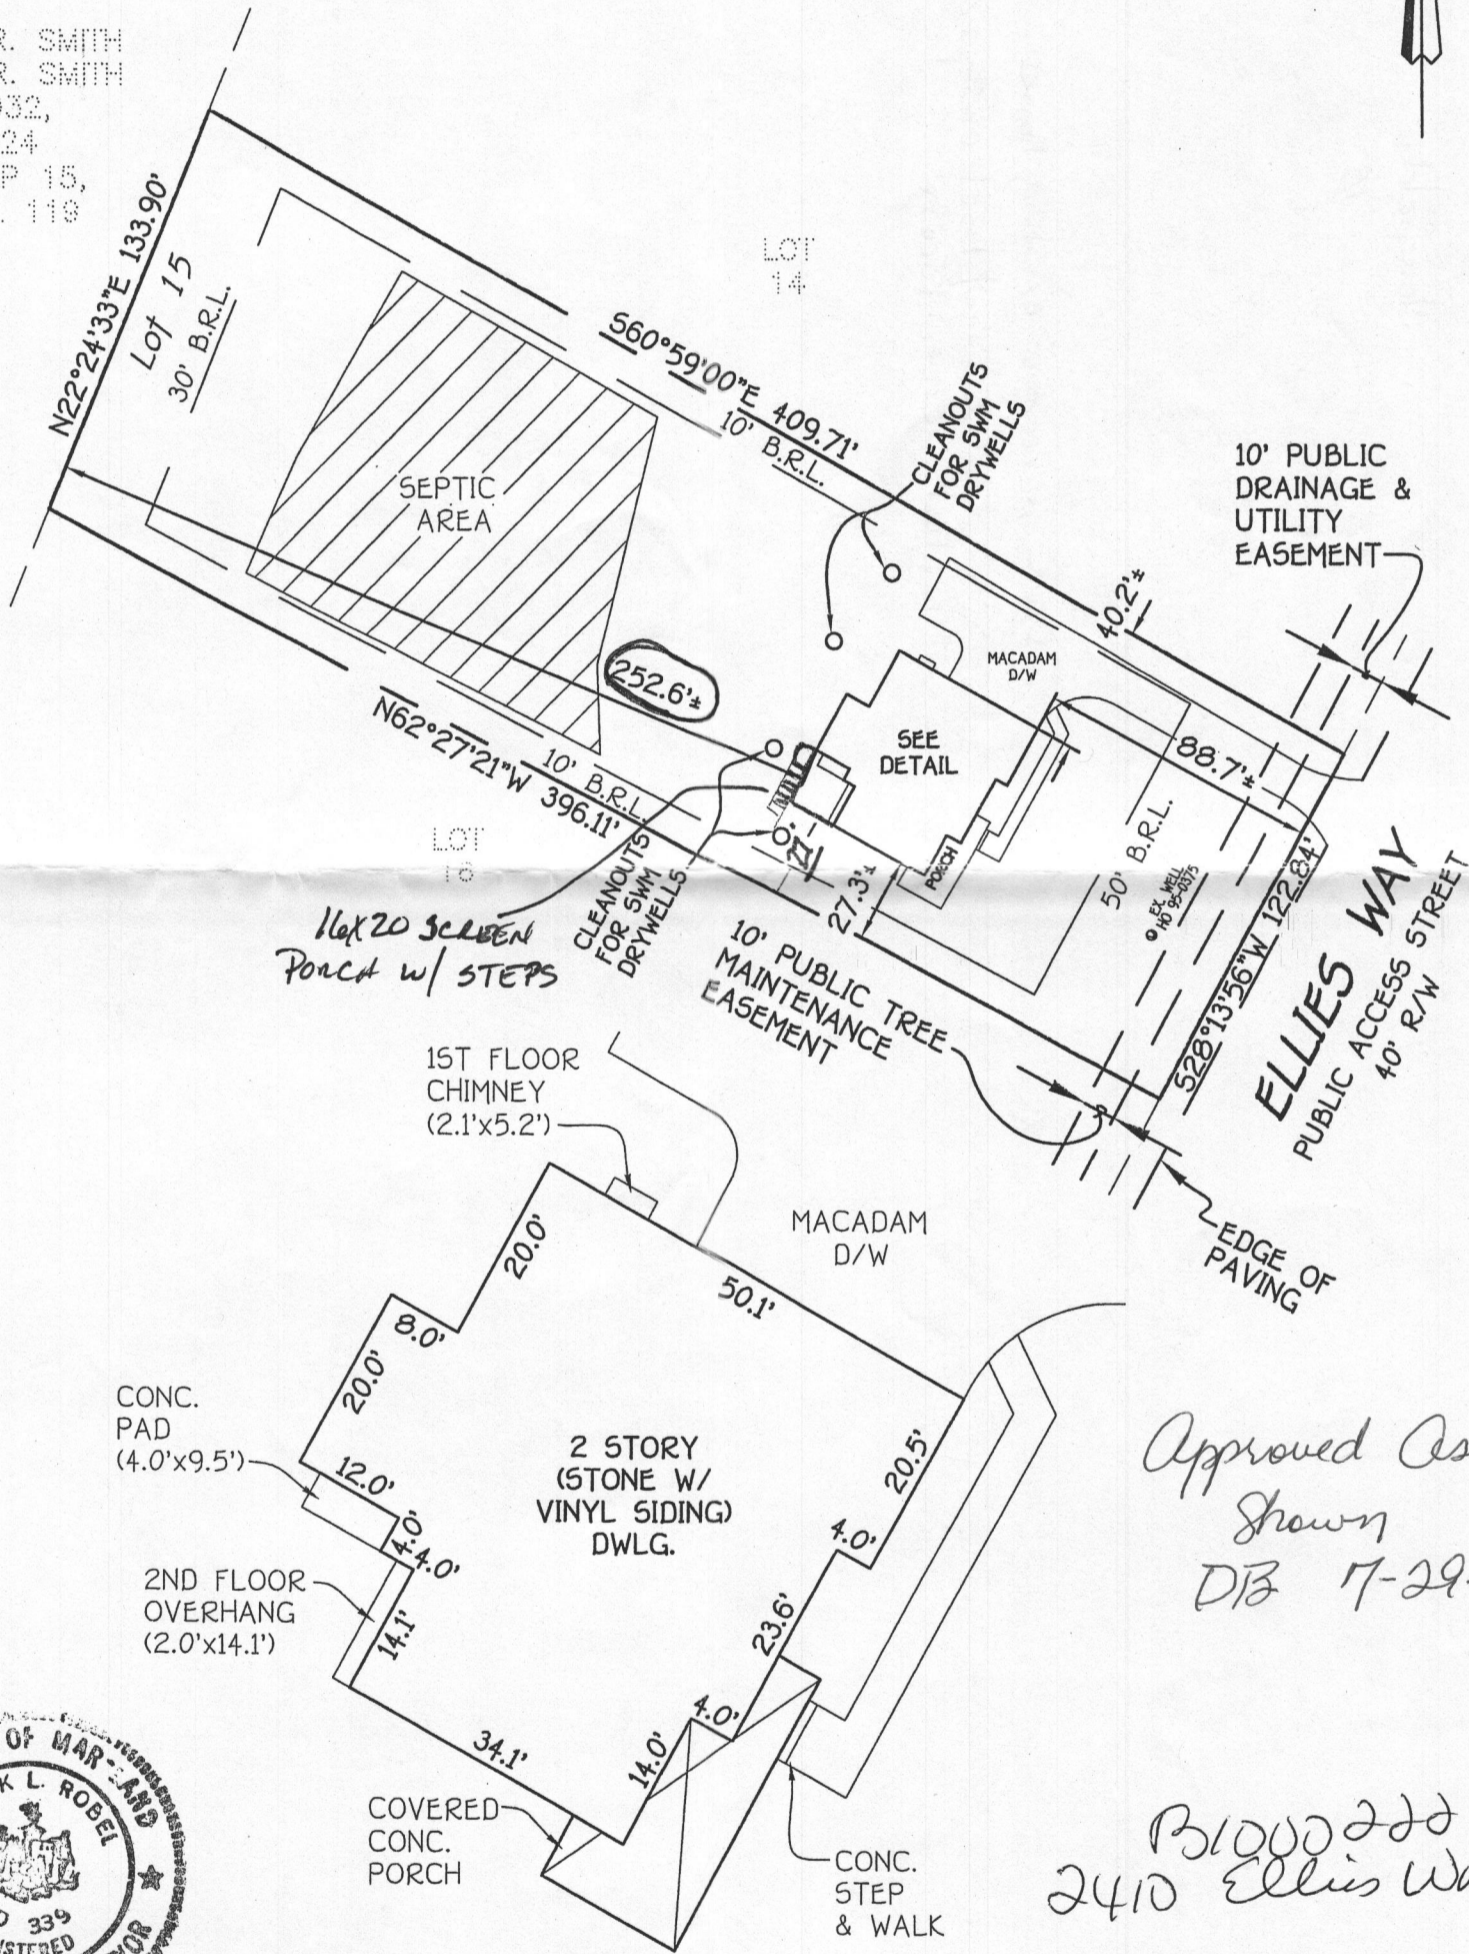 R. SMITH
R. SMITH
932,
24
P 15,
. 119
N22°24'33"E 133.90'
Lot 15
30' B.R.L.
LOT
14
S60°59'00"E 409.71'
10' B.R.L.
CLEANOUTS
FOR SWM
DRYWELLS
10' PUBLIC
DRAINAGE &
UTILITY
EASEMENT
SEPTIC
AREA
40.2'±
MACADAM
D/W
252.6'±
SEE
DETAIL
88.7'±
N62°27'21"W 396.11'
10' B.R.L.
LOT
16
PORCH
27.3'±
50' B.R.L.
EX. WELL
HO 95-0375
S28°13'56"W 122.84'
ELLIES WAY
PUBLIC ACCESS STREET
40' R/W
16X20 SCREEN
PORCH W/ STEPS
CLEANOUTS
FOR SWM
DRYWELLS
10' PUBLIC TREE
MAINTENANCE
EASEMENT
EDGE OF
PAVING
1ST FLOOR
CHIMNEY
(2.1'x5.2')
MACADAM
D/W
20.0'
50.1'
8.0'
20.0'
CONC.
PAD
(4.0'x9.5')
12.0'
4.0'
4.0'
2 STORY
(STONE W/
VINYL SIDING)
DWLG.
20.5'
4.0'
2ND FLOOR
OVERHANG
(2.0'x14.1')
14.1'
23.6'
4.0'
34.1'
14.0'
COVERED
CONC.
PORCH
CONC.
STEP
& WALK
Approved As
Shown
DB 7-29-
B1000222
2410 Ellies Wa
OF MARYLAND
K L. ROBEL
339